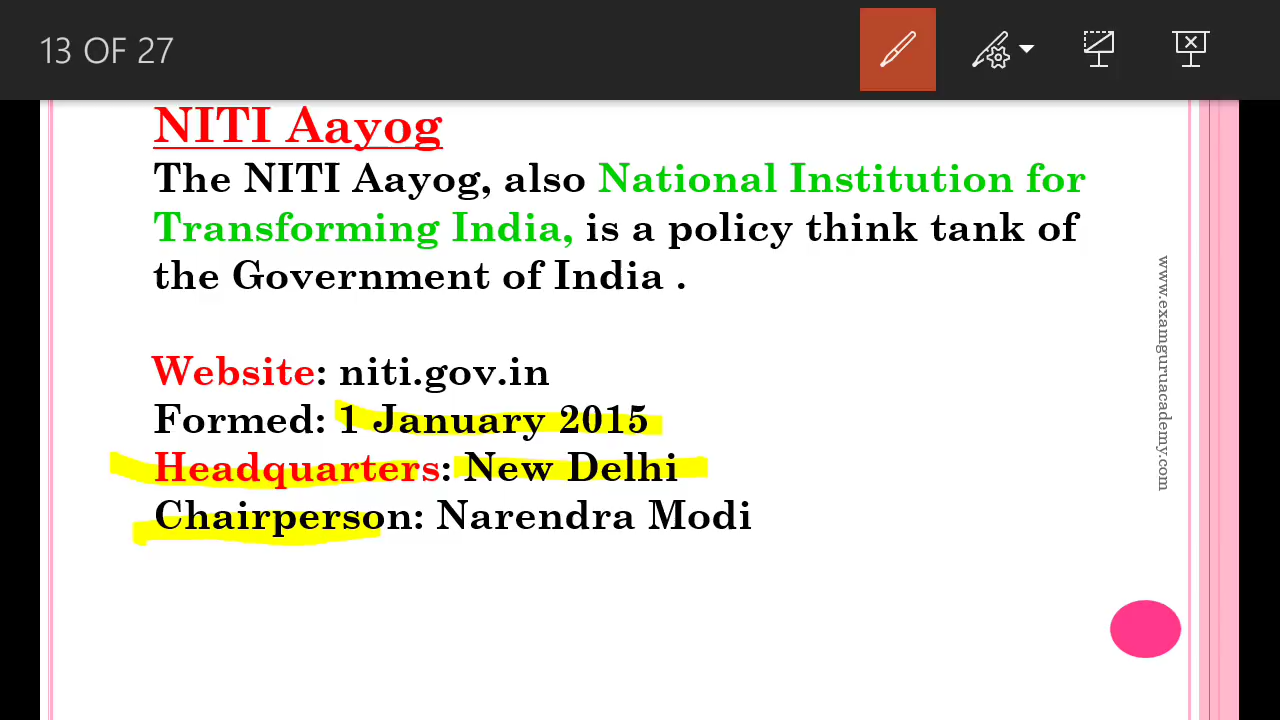 13 OF 27
NITI Aayog
The NITI Aayog, also National Institution for
Transforming India, is a policy think tank of
the Government of India .
Website: niti.gov.in
Formed: 1 January 2015
Headquarters: New Delhi
Chairperson: Narendra Modi
www.examguruacademy.com